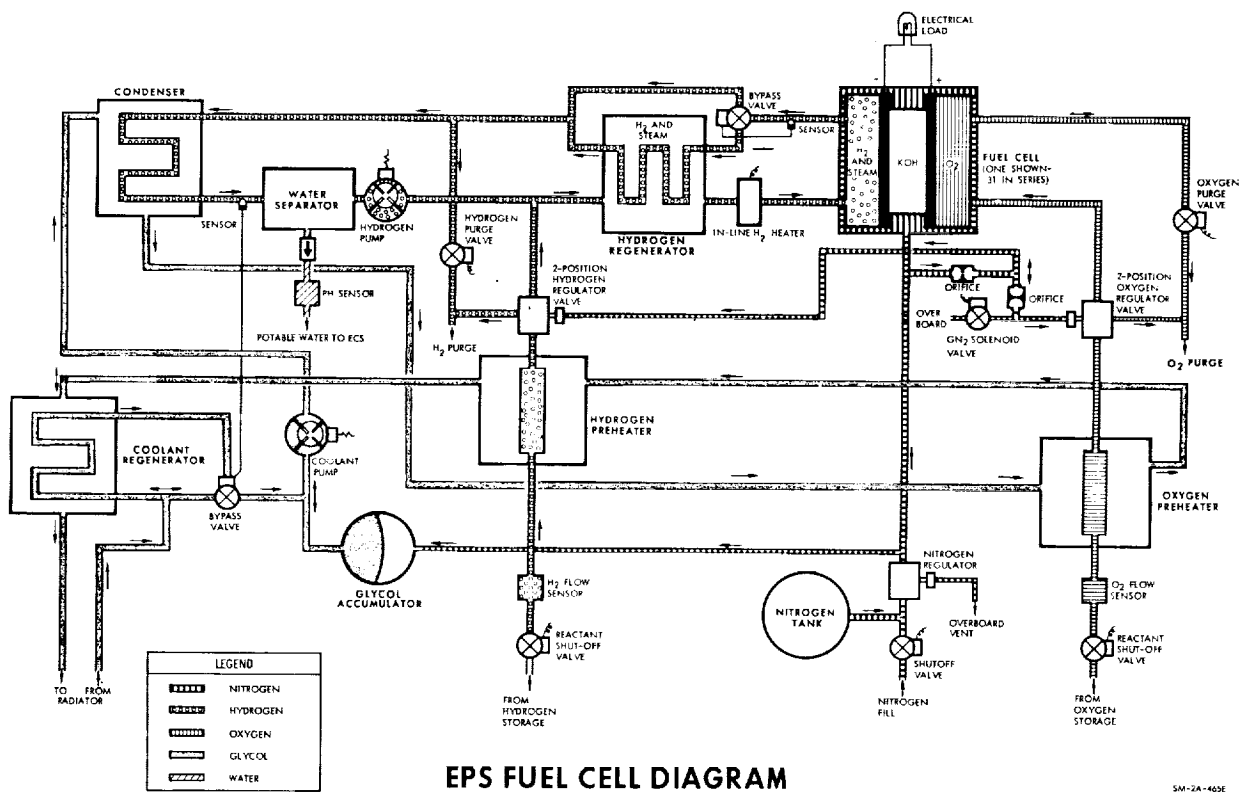 ELECTRICAL
LOAD
CONDENSER
BYPASS
VALVE
H2 AND
STEAM
SENSOR
-
+
H2
AND
STEAM
KOH
O2
FUEL CELL
(ONE SHOWN-
31 IN SERIES)
OXYGEN
PURGE
VALVE
WATER
SEPARATOR
SENSOR
HYDROGEN
PUMP
HYDROGEN
PURGE
VALVE
HYDROGEN
REGENERATOR
IN-LINE H2 HEATER
2-POSITION
HYDROGEN
REGULATOR
VALVE
ORIFICE
ORIFICE
2-POSITION
OXYGEN
REGULATOR
VALVE
PH SENSOR
POTABLE WATER TO ECS
H2 PURGE
OVER
BOARD
GN2 SOLENOID
VALVE
O2 PURGE
HYDROGEN
PREHEATER
COOLANT
REGENERATOR
COOLANT
PUMP
BYPASS
VALVE
OXYGEN
PREHEATER
GLYCOL
ACCUMULATOR
H2 FLOW
SENSOR
NITROGEN
REGULATOR
O2 FLOW
SENSOR
NITROGEN
TANK
OVERBOARD
VENT
REACTANT
SHUT-OFF
VALVE
SHUTOFF
VALVE
REACTANT
SHUT-OFF
VALVE
TO
RADIATOR
FROM
FROM
HYDROGEN
STORAGE
NITROGEN
FILL
FROM
OXYGEN
STORAGE
LEGEND
NITROGEN
HYDROGEN
OXYGEN
GLYCOL
WATER
EPS FUEL CELL DIAGRAM
SM-2A-465E